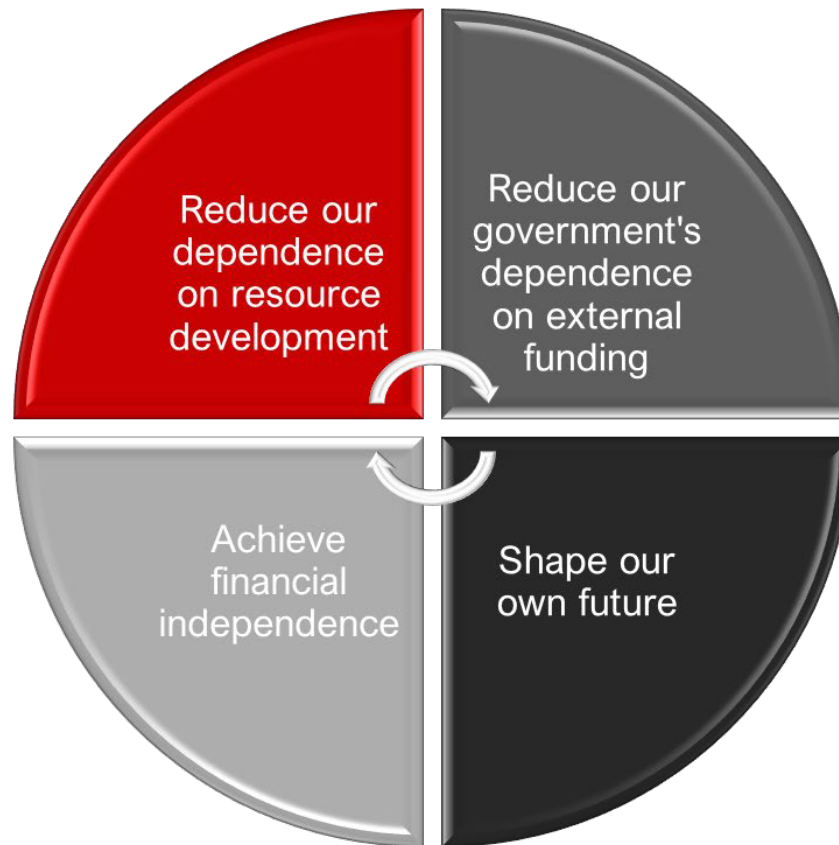 Reduce our
dependence
on resource
development
Reduce our
government's
dependence
on external
funding
Achieve
financial
independence
Shape our
own future